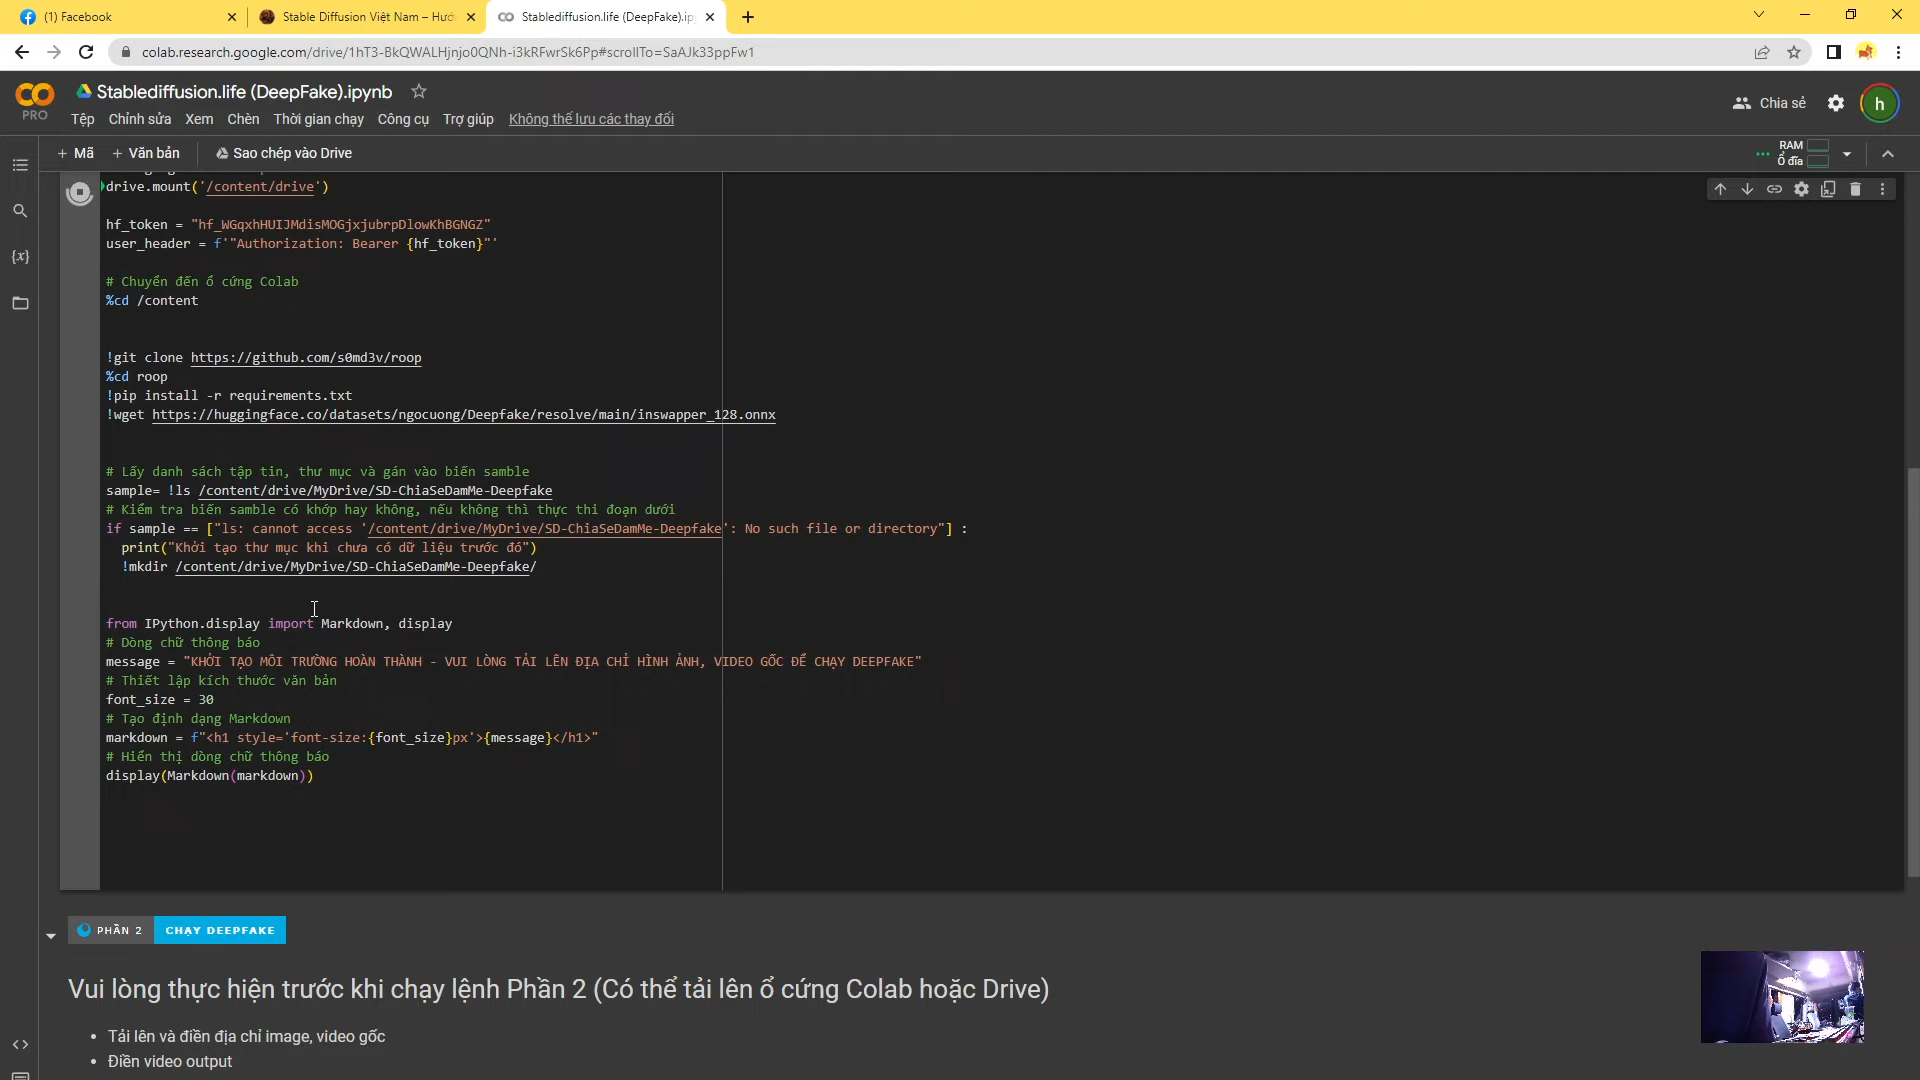 (1) Facebook
Stable Diffusion Việt Nam – Hướ
Stablediffusion.life (DeepFake).ip
colab.research.google.com/drive/1hT3-BkQWALHjnjo0QNh-i3kRFwrSk6Pp#scrollTo=SaAJk33ppFw1
CO
PRO
Stablediffusion.life (DeepFake).ipynb
Chia sẻ
h
Tệp Chỉnh sửa Xem Chèn Thời gian chạy Công cụ Trợ giúp Không thể lưu các thay đổi
+ Mã + Văn bản Sao chép vào Drive
RAM
Ổ đĩa
drive.mount('/content/drive')
hf_token = "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"
user_header = f'"Authorization: Bearer {hf_token}"'
# Chuyển đến ổ cứng Colab
%cd /content
!git clone https://github.com/s0md3v/roop
%cd roop
!pip install -r requirements.txt
!wget https://huggingface.co/datasets/ngocuong/Deepfake/resolve/main/inswapper_128.onnx
# Lấy danh sách tập tin, thư mục và gán vào biến samble
sample= !ls /content/drive/MyDrive/SD-ChiaSeDamMe-Deepfake
# Kiểm tra biến samble có khớp hay không, nếu không thì thực thi đoạn dưới
if sample == ["ls: cannot access '/content/drive/MyDrive/SD-ChiaSeDamMe-Deepfake': No such file or directory"] :
print("Khởi tạo thư mục khi chưa có dữ liệu trước đó")
!mkdir /content/drive/MyDrive/SD-ChiaSeDamMe-Deepfake/
from IPython.display import Markdown, display
# Dòng chữ thông báo
message = "KHỞI TẠO MÔI TRƯỜNG HOÀN THÀNH - VUI LÒNG TẢI LÊN ĐỊA CHỈ HÌNH ẢNH, VIDEO GỐC ĐỂ CHẠY DEEPFAKE"
# Thiết lập kích thước văn bản
font_size = 30
# Tạo định dạng Markdown
markdown = f"<h1 style='font-size:{font_size}px'>{message}</h1>"
# Hiển thị dòng chữ thông báo
display(Markdown(markdown))
PHẦN 2 CHẠY DEEPFAKE
Vui lòng thực hiện trước khi chạy lệnh Phần 2 (Có thể tải lên ổ cứng Colab hoặc Drive)
• Tải lên và điền địa chỉ image, video gốc
• Điền video output